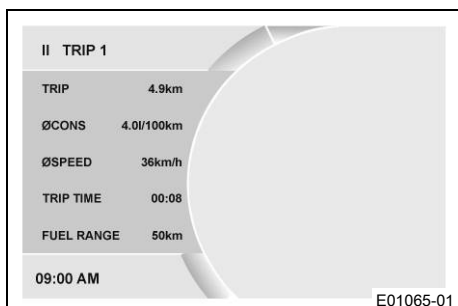 II TRIP 1
TRIP 4.9km
ØCONS 4.0l/100km
ØSPEED 36km/h
TRIP TIME 00:08
FUEL RANGE 50km
09:00 AM
E01065-01